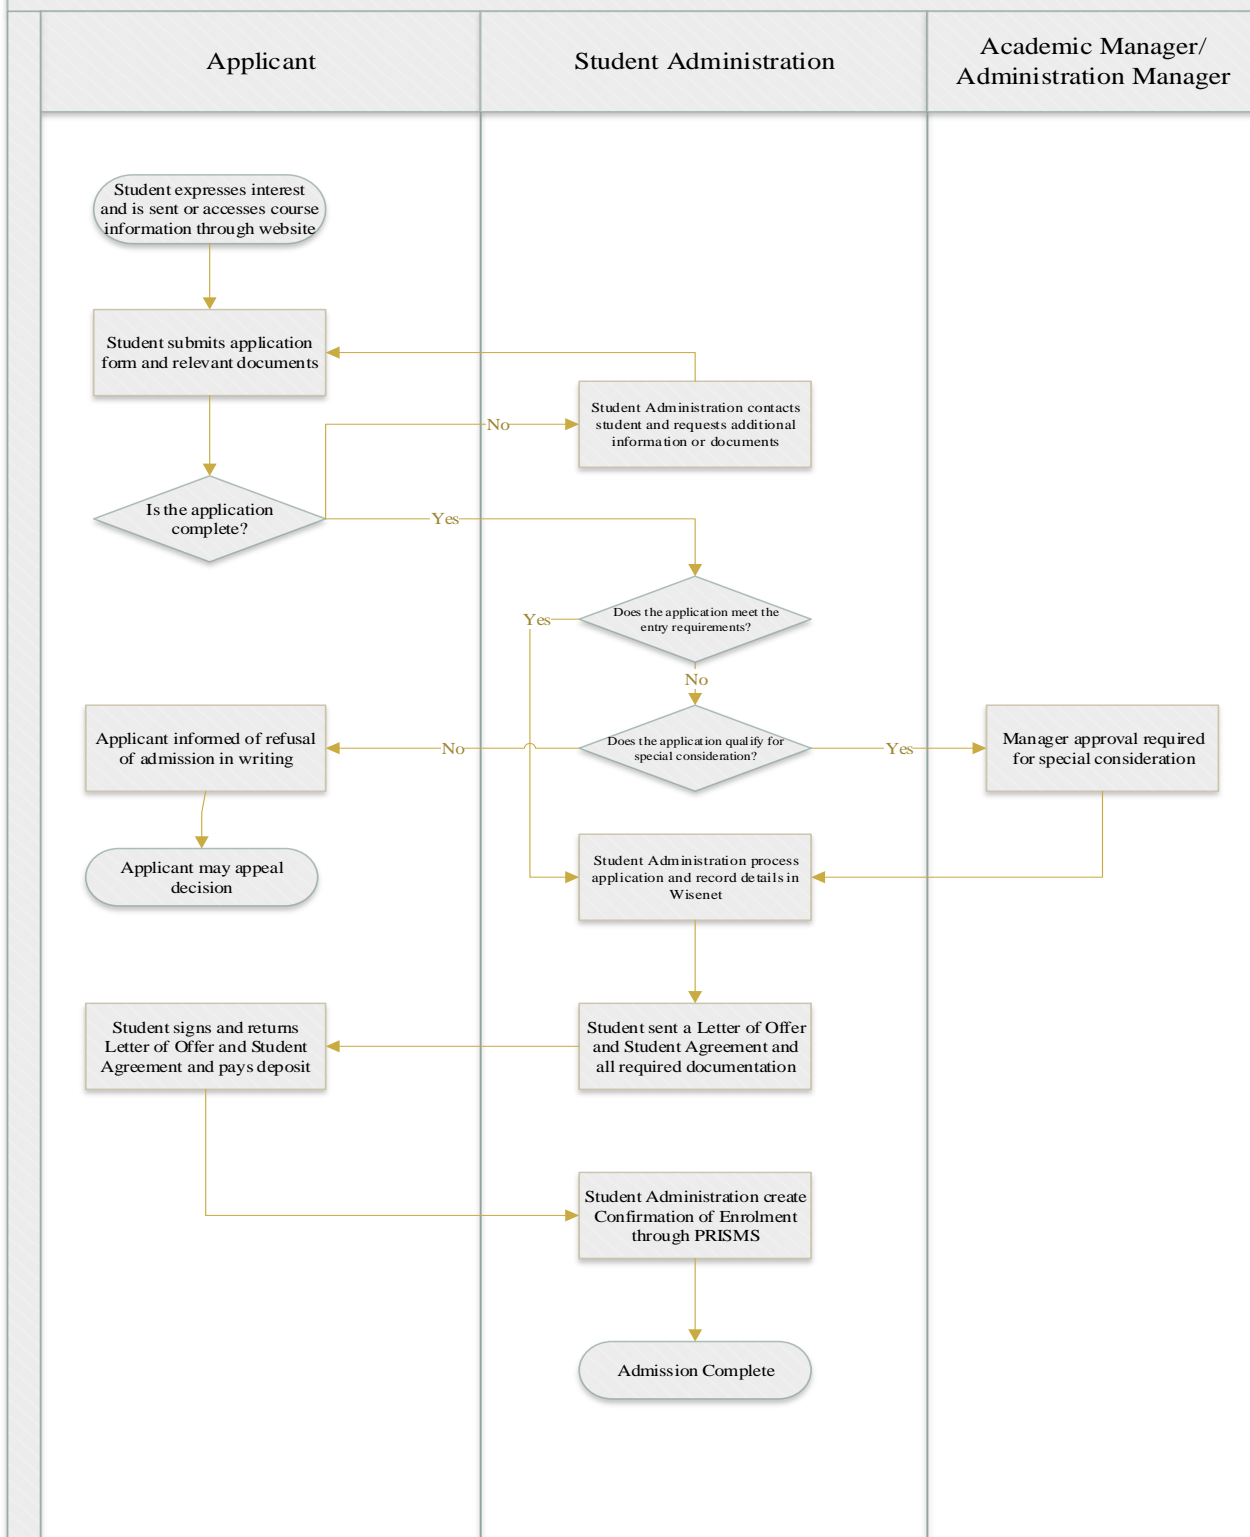 Applicant
Student Administration
Academic Manager/
Administration Manager
Student expresses interest
and is sent or accesses course
information through website
Student submits application
form and relevant documents
Student Administration contacts
student and requests additional
information or documents
No
Is the application
complete?
Yes
Does the application meet the
entry requirements?
Yes
No
Applicant informed of refusal
of admission in writing
No
Does the application qualify for
special consideration?
Yes
Manager approval required
for special consideration
Applicant may appeal
decision
Student Administration process
application and record details in
Wisenet
Student signs and returns
Letter of Offer and Student
Agreement and pays deposit
Student sent a Letter of Offer
and Student Agreement and
all required documentation
Student Administration create
Confirmation of Enrolment
through PRISMS
Admission Complete